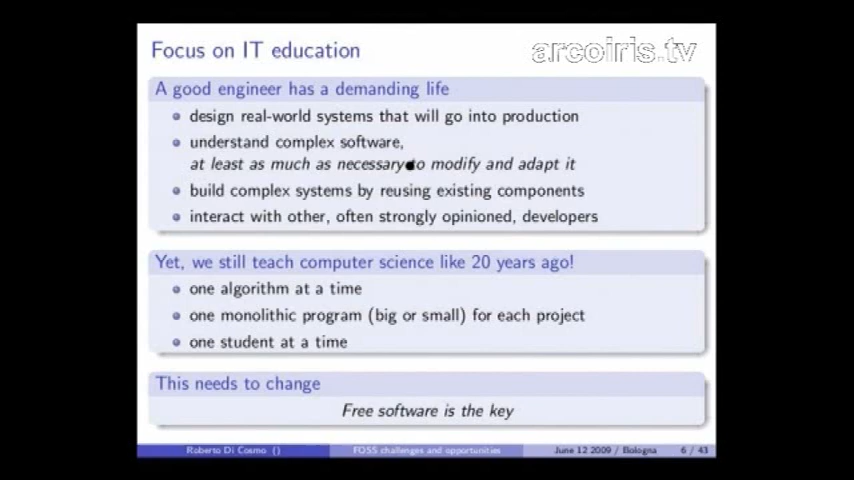 Focus on IT education
arcoiris.tv
A good engineer has a demanding life
design real-world systems that will go into production
understand complex software,
at least as much as necessary to modify and adapt it
build complex systems by reusing existing components
interact with other, often strongly opinioned, developers
Yet, we still teach computer science like 20 years ago!
one algorithm at a time
one monolithic program (big or small) for each project
one student at a time
This needs to change
Free software is the key
Roberto Di Cosmo () FOSS challenges and opportunities June 12 2009 / Bologna 6 / 43